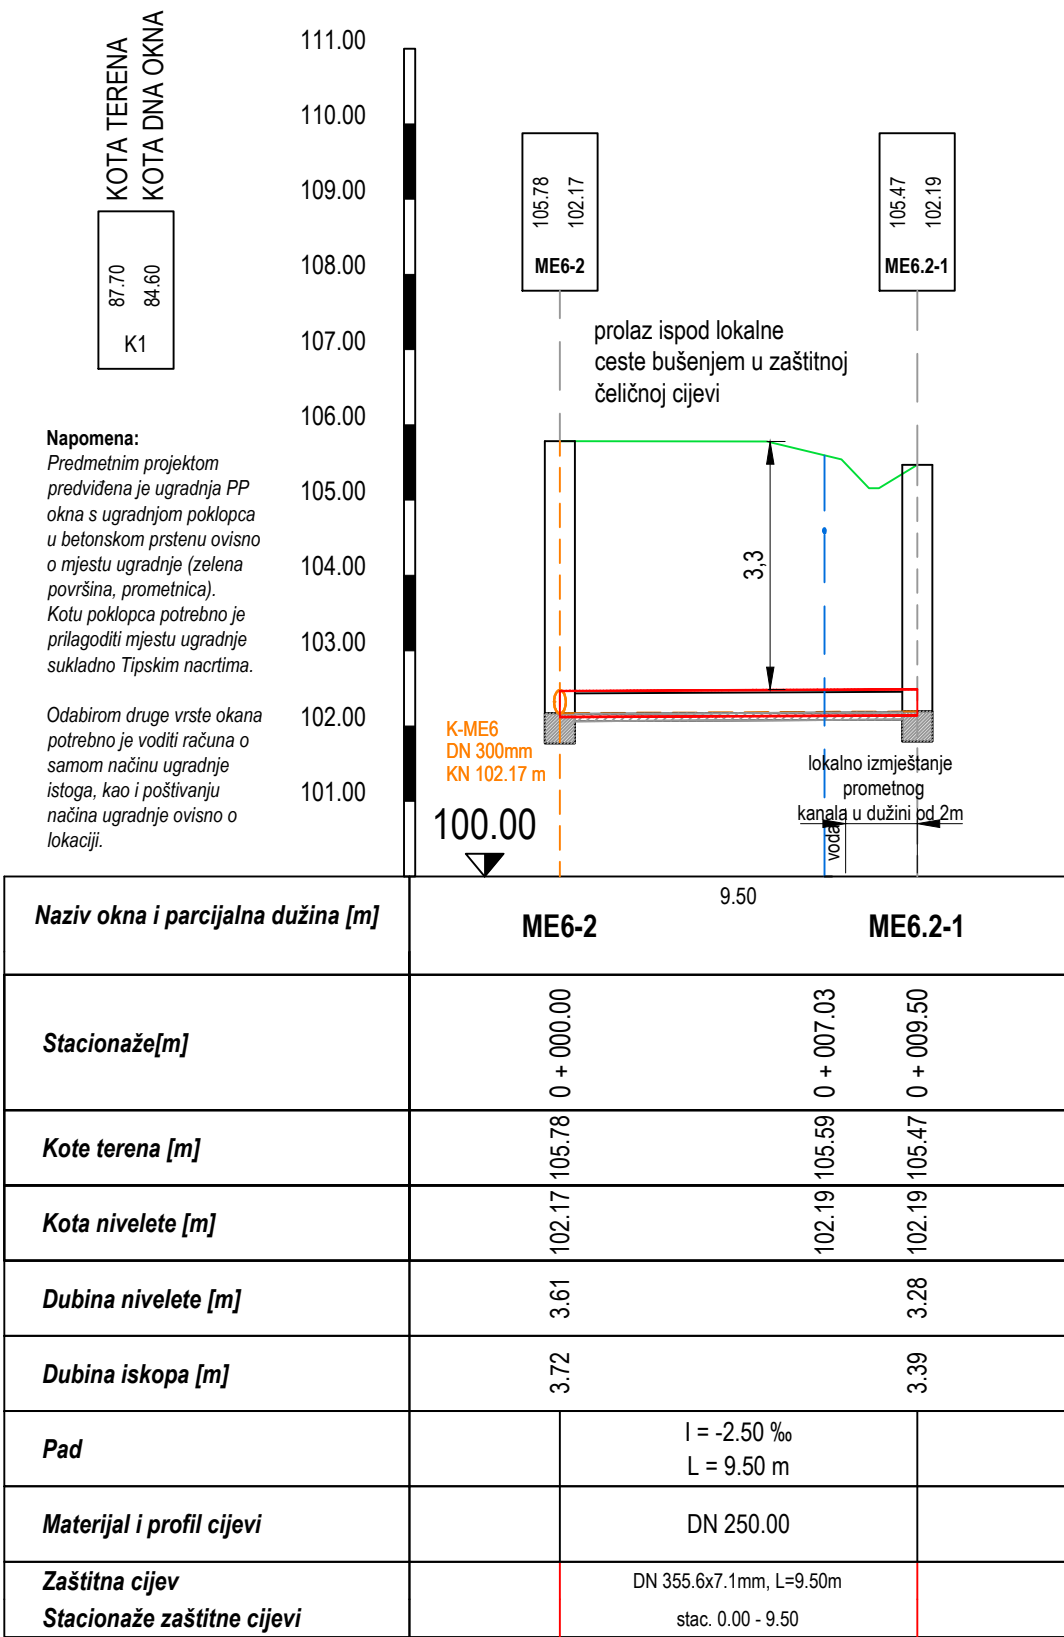 KOTA TERENA
KOTA DNA OKNA
87.70
84.60
K1
111.00
110.00
109.00
108.00
107.00
106.00
105.00
104.00
103.00
102.00
101.00
100.00
105.78
102.17
ME6-2
105.47
102.19
ME6.2-1
prolaz ispod lokalne
ceste bušenjem u zaštitnoj
čeličnoj cijevi
3,3
Napomena:
Predmetnim projektom
predviđena je ugradnja PP
okna s ugradnjom poklopca
u betonskom prstenu ovisno
o mjestu ugradnje (zelena
površina, prometnica).
Kotu poklopca potrebno je
prilagoditi mjestu ugradnje
sukladno Tipskim nacrtima.
Odabirom druge vrste okana
potrebno je voditi računa o
samom načinu ugradnje
istoga, kao i poštivanju
načina ugradnje ovisno o
lokaciji.
K-ME6
DN 300mm
KN 102.17 m
lokalno izmještanje
prometnog
kanala u dužini od 2m
voda
Naziv okna i parcijalna dužina [m]
9.50
ME6-2
ME6.2-1
Stacionaže[m]
0 + 000.00
0 + 007.03
0 + 009.50
Kote terena [m]
105.78
105.59
105.47
Kota nivelete [m]
102.17
102.19
102.19
Dubina nivelete [m]
3.61
3.28
Dubina iskopa [m]
3.72
3.39
Pad
I = -2.50 ‰
L = 9.50 m
Materijal i profil cijevi
DN 250.00
Zaštitna cijev
DN 355.6x7.1mm, L=9.50m
Stacionaže zaštitne cijevi
stac. 0.00 - 9.50